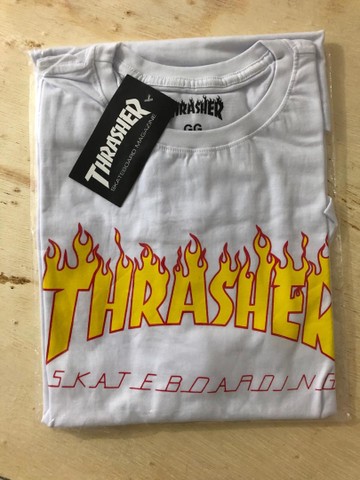 THRASHER
GG
THRASHER
SKATEBOARD MAGAZINE
THRASHER
SKATEBOARDING